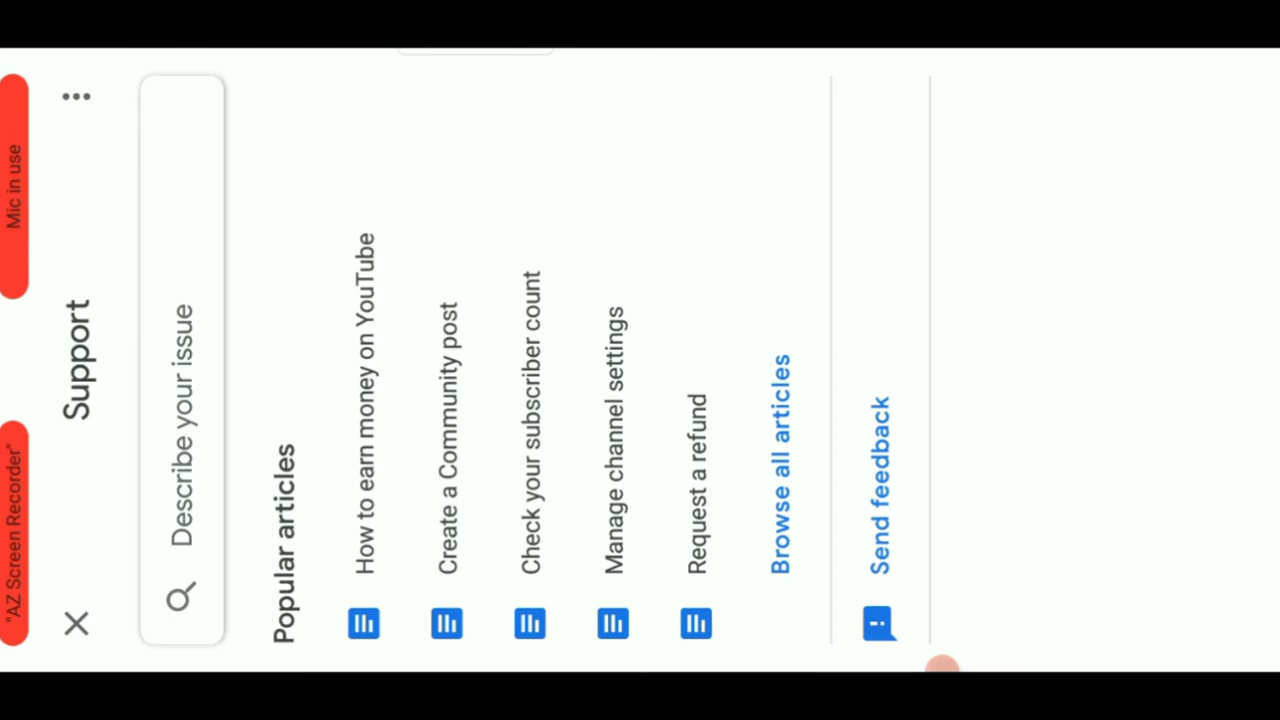 "AZ Screen Recorder"
Mic in use
Support
Describe your issue
Popular articles
How to earn money on YouTube
Create a Community post
Check your subscriber count
Manage channel settings
Request a refund
Browse all articles
Send feedback